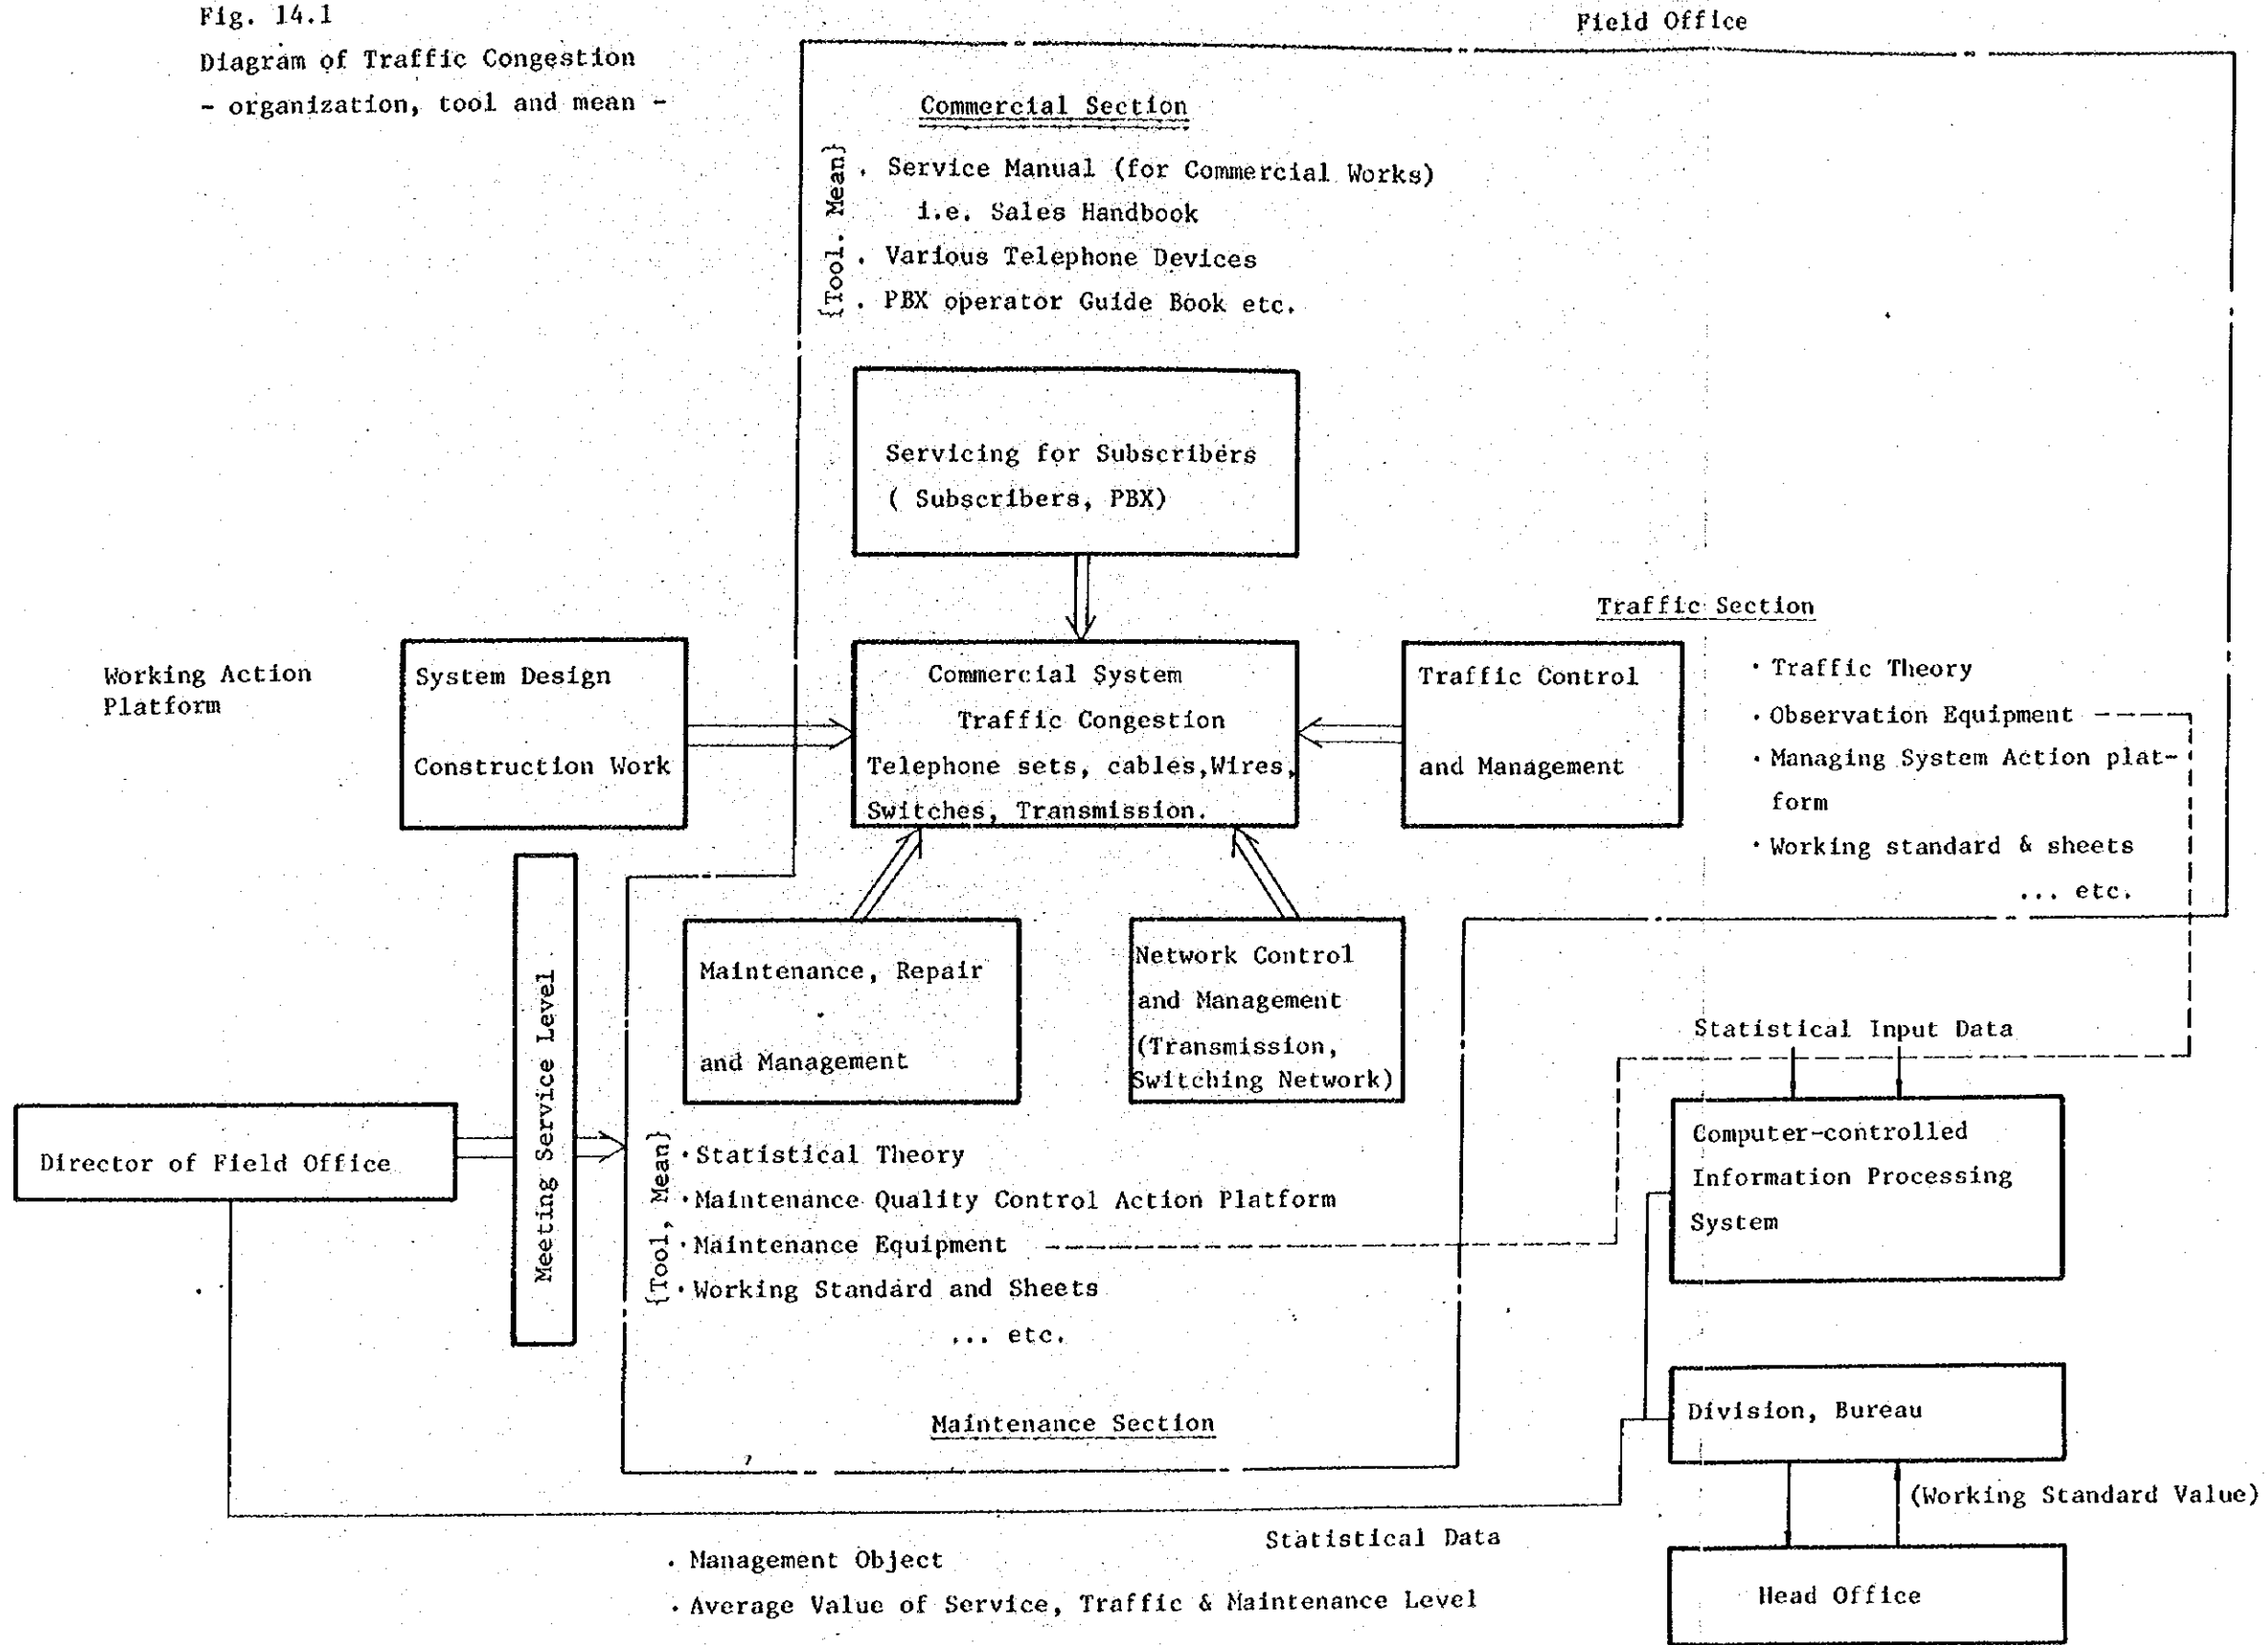 Fig. 14.1
Diagram of Traffic Congestion
- organization, tool and mean -
Field Office
Commercial Section
{Tool. Mean}
. Service Manual (for Commercial Works)
i.e. Sales Handbook
. Various Telephone Devices
. PBX operator Guide Book etc.
Servicing for Subscribers
( Subscribers, PBX)
Working Action
Platform
System Design
Construction Work
Commercial System
Traffic Congestion
Telephone sets, cables,Wires,
Switches, Transmission.
Traffic Control
and Management
Traffic Section
· Traffic Theory
· Observation Equipment
· Managing System Action plat-
form
· Working standard & sheets
... etc.
Meeting Service Level
Maintenance, Repair
and Management
Network Control
and Management
(Transmission,
Switching Network)
Director of Field Office
{Tool, Mean}
· Statistical Theory
· Maintenance Quality Control Action Platform
· Maintenance Equipment
· Working Standard and Sheets
... etc.
Maintenance Section
Statistical Input Data
Computer-controlled
Information Processing
System
Division, Bureau
(Working Standard Value)
Head Office
Statistical Data
. Management Object
. Average Value of Service, Traffic & Maintenance Level